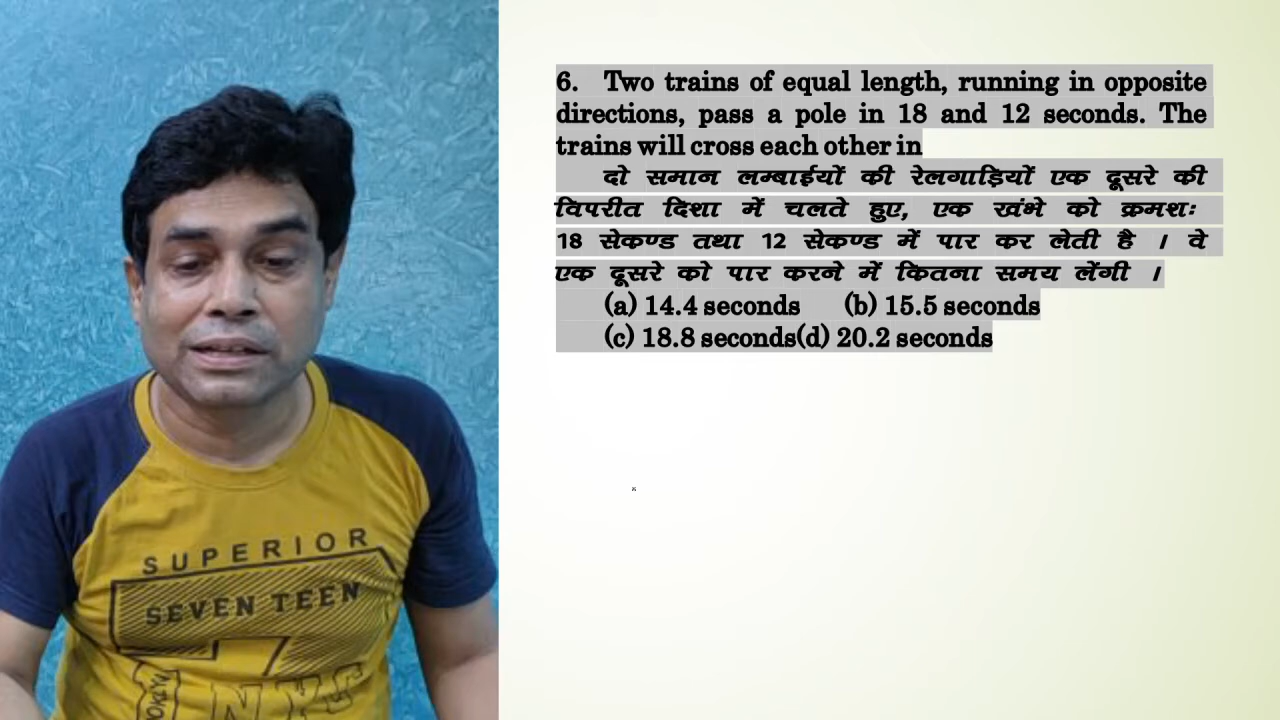 6. Two trains of equal length, running in opposite
directions, pass a pole in 18 and 12 seconds. The
trains will cross each other in
दो समान लम्बाईयों की रेलगाड़ियों एक दूसरे की
विपरीत दिशा में चलते हुए, एक खंभे को क्रमशः
18 सेकण्ड तथा 12 सेकण्ड में पार कर लेती है ।  वे
एक दूसरे को पार करने में कितना समय लेंगी ।
(a) 14.4 seconds (b) 15.5 seconds
(c) 18.8 seconds(d) 20.2 seconds
SUPERIOR
SEVEN TEEN
7